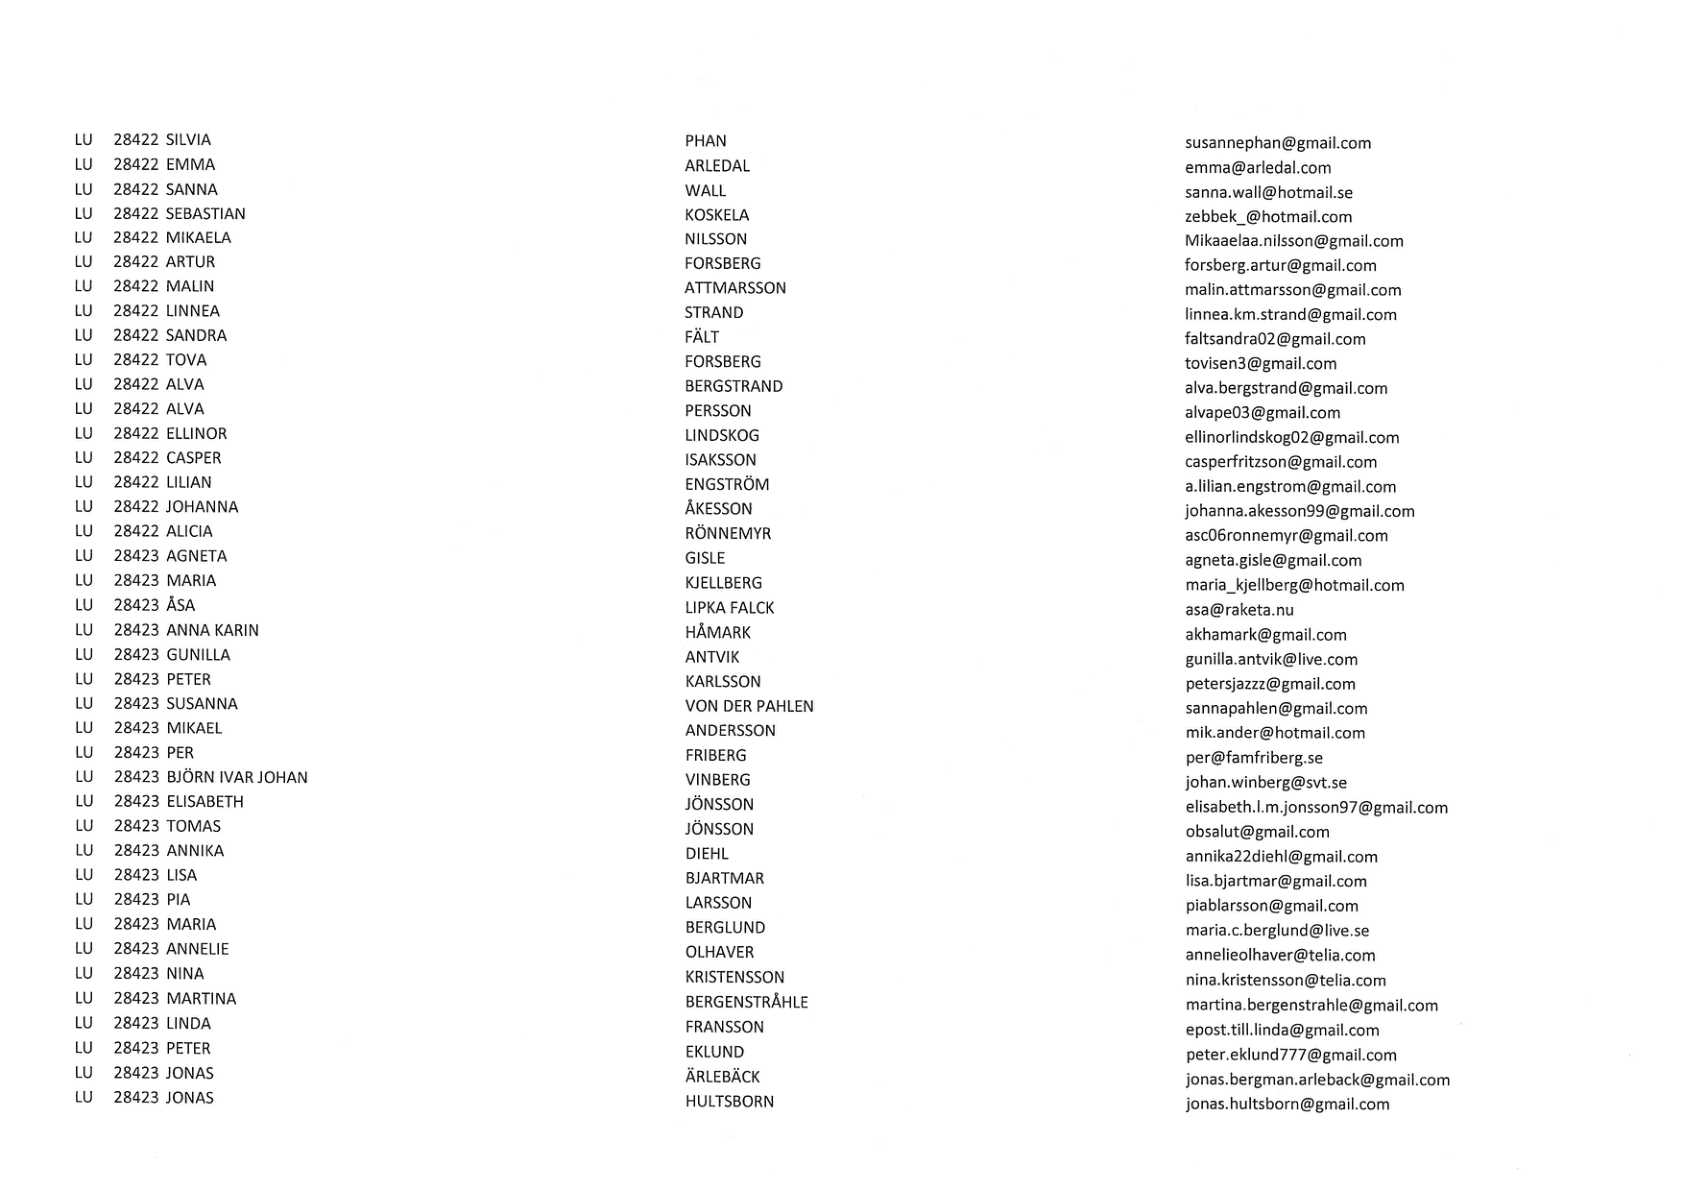 LU 28422 SILVIA PHAN susannephan@gmail.com
LU 28422 EMMA ARLEDAL emma@arledal.com
LU 28422 SANNA WALL sanna.wall@hotmail.se
LU 28422 SEBASTIAN KOSKELA zebbek_@hotmail.com
LU 28422 MIKAELA NILSSON Mikaaelaa.nilsson@gmail.com
LU 28422 ARTUR FORSBERG forsberg.artur@gmail.com
LU 28422 MALIN ATTMARSSON malin.attmarsson@gmail.com
LU 28422 LINNEA STRAND linnea.km.strand@gmail.com
LU 28422 SANDRA FÄLT faltsandra02@gmail.com
LU 28422 TOVA FORSBERG tovisen3@gmail.com
LU 28422 ALVA BERGSTRAND alva.bergstrand@gmail.com
LU 28422 ALVA PERSSON alvape03@gmail.com
LU 28422 ELLINOR LINDSKOG ellinorlindskog02@gmail.com
LU 28422 CASPER ISAKSSON casperfritzson@gmail.com
LU 28422 LILIAN ENGSTRÖM a.lilian.engstrom@gmail.com
LU 28422 JOHANNA ÅKESSON johanna.akesson99@gmail.com
LU 28422 ALICIA RÖNNEMYR asc06ronnemyr@gmail.com
LU 28423 AGNETA GISLE agneta.gisle@gmail.com
LU 28423 MARIA KJELLBERG maria_kjellberg@hotmail.com
LU 28423 ÅSA LIPKA FALCK asa@raketa.nu
LU 28423 ANNA KARIN HÅMARK akhamark@gmail.com
LU 28423 GUNILLA ANTVIK gunilla.antvik@live.com
LU 28423 PETER KARLSSON petersjazzz@gmail.com
LU 28423 SUSANNA VON DER PAHLEN sannapahlen@gmail.com
LU 28423 MIKAEL ANDERSSON mik.ander@hotmail.com
LU 28423 PER FRIBERG per@famfriberg.se
LU 28423 BJÖRN IVAR JOHAN VINBERG johan.winberg@svt.se
LU 28423 ELISABETH JÖNSSON elisabeth.l.m.jonsson97@gmail.com
LU 28423 TOMAS JÖNSSON obsalut@gmail.com
LU 28423 ANNIKA DIEHL annika22diehl@gmail.com
LU 28423 LISA BJARTMAR lisa.bjartmar@gmail.com
LU 28423 PIA LARSSON piablarsson@gmail.com
LU 28423 MARIA BERGLUND maria.c.berglund@live.se
LU 28423 ANNELIE OLHAVER annelieolhaver@telia.com
LU 28423 NINA KRISTENSSON nina.kristensson@telia.com
LU 28423 MARTINA BERGENSTRÅHLE martina.bergenstrahle@gmail.com
LU 28423 LINDA FRANSSON epost.till.linda@gmail.com
LU 28423 PETER EKLUND peter.eklund777@gmail.com
LU 28423 JONAS ÄRLEBÄCK jonas.bergman.arleback@gmail.com
LU 28423 JONAS HULTSBORN jonas.hultsborn@gmail.com